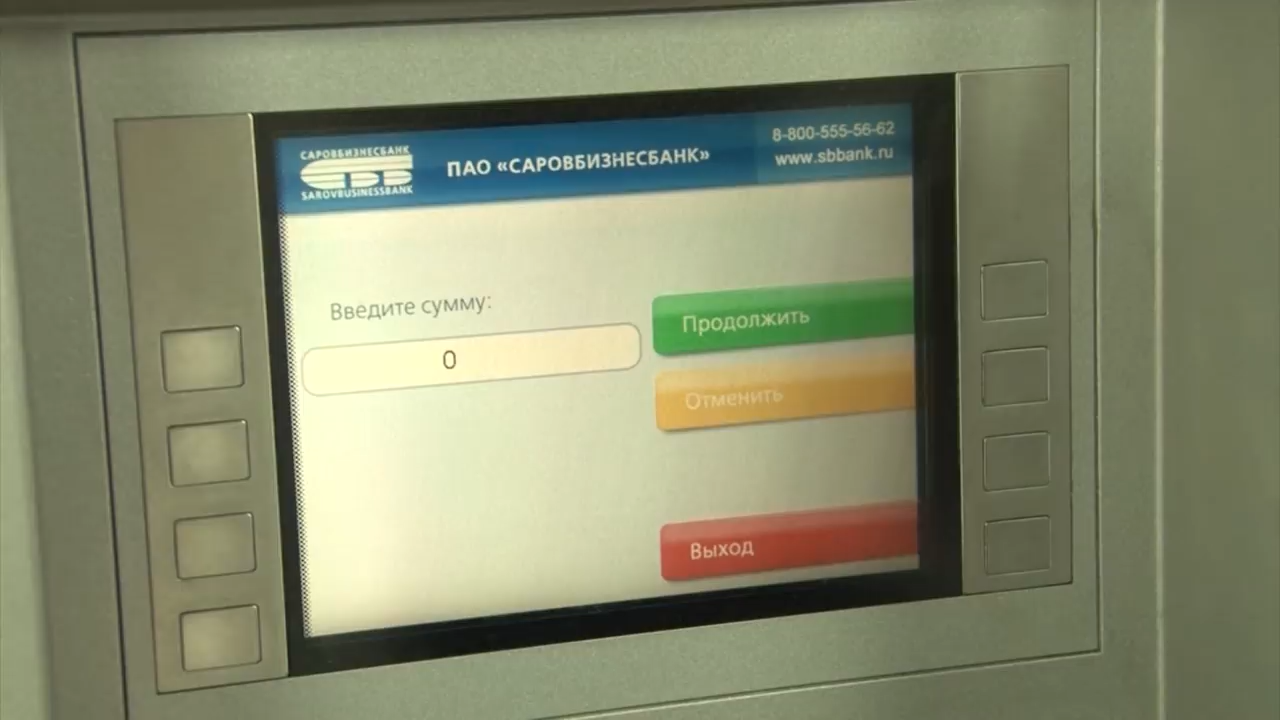 САРОВБИЗНЕСБАНК
SAROVBUSINESSBANK
ПАО «САРОВБИЗНЕСБАНК»
8-800-555-56-62
www.sbbank.ru
Введите сумму:
0
Продолжить
Отменить
Выход